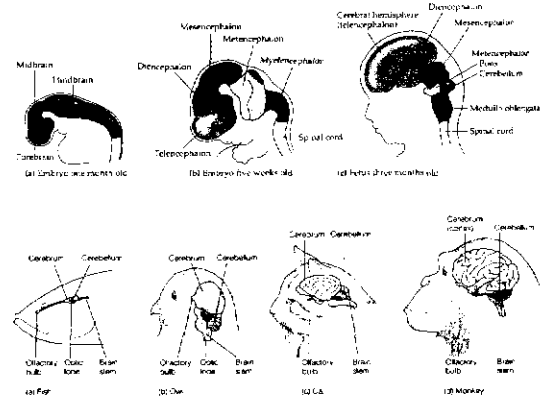 Cerebral hemisphere
(telencephalon)
Diencephalon
Mesencephalon
Metencephalon
Pons
Cerebellum
Medulla oblongata
Spinal cord
Mesencephalon
Metencephalon
Myelencephalon
Diencephalon
Spinal cord
Telencephalon
Midbrain
Hindbrain
Forebrain
(a) Embryo one month old
(b) Embryo five weeks old
(c) Fetus three months old
Cerebrum Cerebellum
Olfactory bulb
Optic lobe
Brain stem
(a) Fish
Cerebrum Cerebellum
Olfactory bulb
Optic lobe
Brain stem
(b)
Cerebrum Cerebellum
Olfactory bulb
Brain stem
(c) Cat
Cerebrum
Cerebellum
Olfactory bulb
Brain stem
(d) Monkey